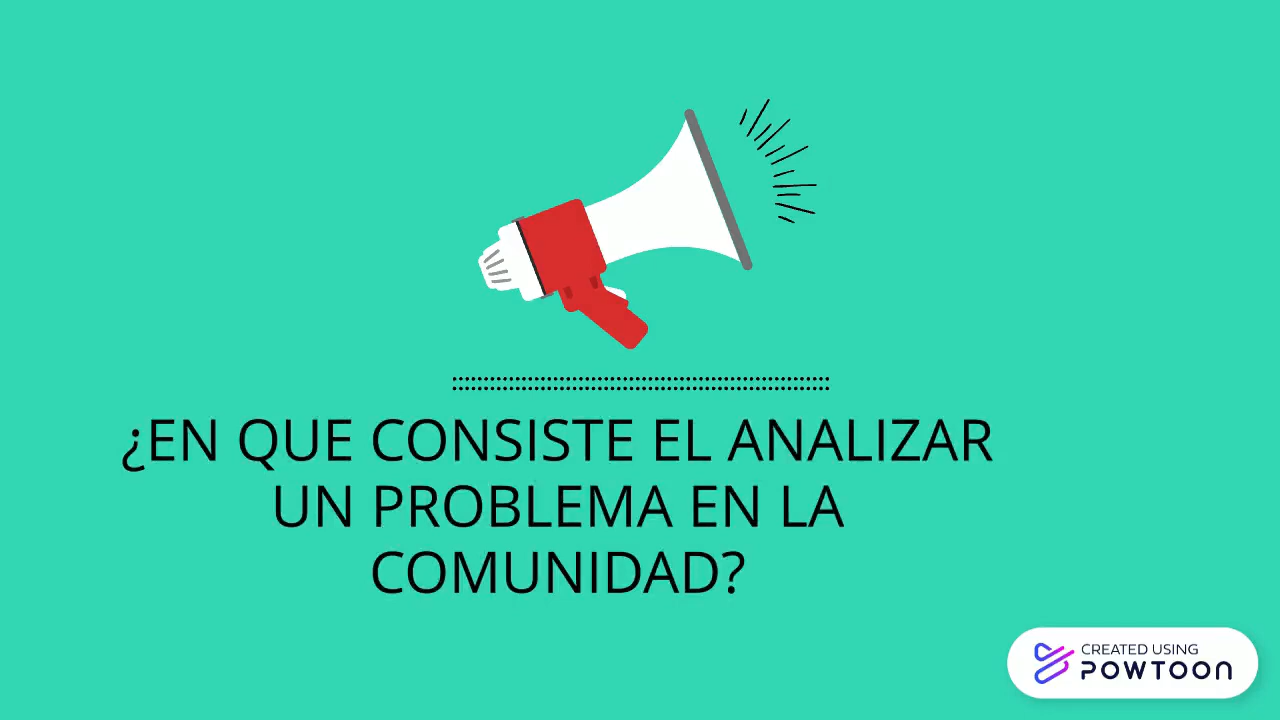 ¿EN QUE CONSISTE EL ANALIZAR
UN PROBLEMA EN LA
COMUNIDAD?
CREATED USING
POWTOON